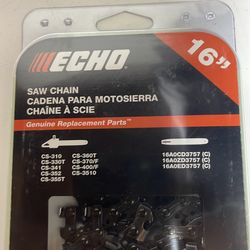 ECHO
16"
SAW CHAIN
CADENA PARA MOTOSIERRA
CHAÎNE À SCIE
Genuine Replacement Parts™
CS-310 CS-360T
CS-330T CS-370/F
CS-341 CS-400/F
CS-352 CS-3510
CS-355T
16A0CD3757 (C)
16A0ZD3757 (C)
16A0ED3757 (C)